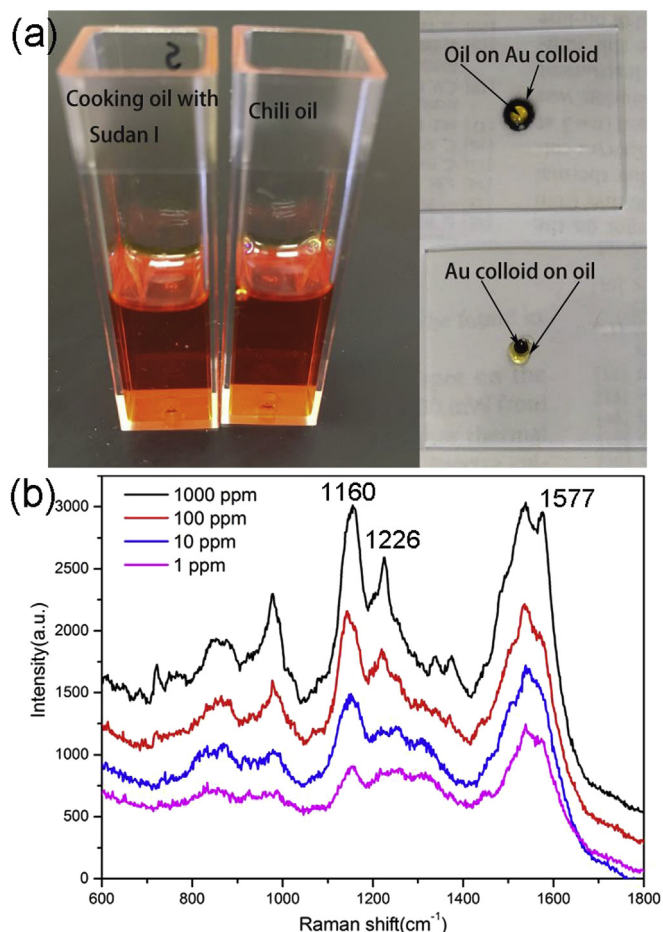 (a)
S
Cooking oil with
Sudan I
Chili oil
Oil on Au colloid
Au colloid on oil
(b)
1000 ppm
100 ppm
10 ppm
1 ppm
1160
1226
1577
3000
2500
2000
1500
1000
500
0
Intensity(a.u.)
600
800
1000
1200
1400
1600
1800
Raman shift(cm⁻¹)